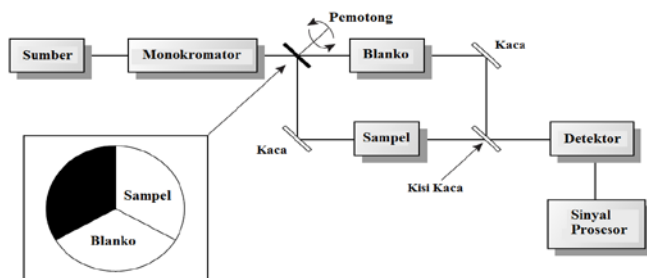 Pemotong
Sumber
Monokromator
Blanko
Kaca
Kaca
Sampel
Detektor
Kisi Kaca
Sampel
Blanko
Sinyal
Prosesor